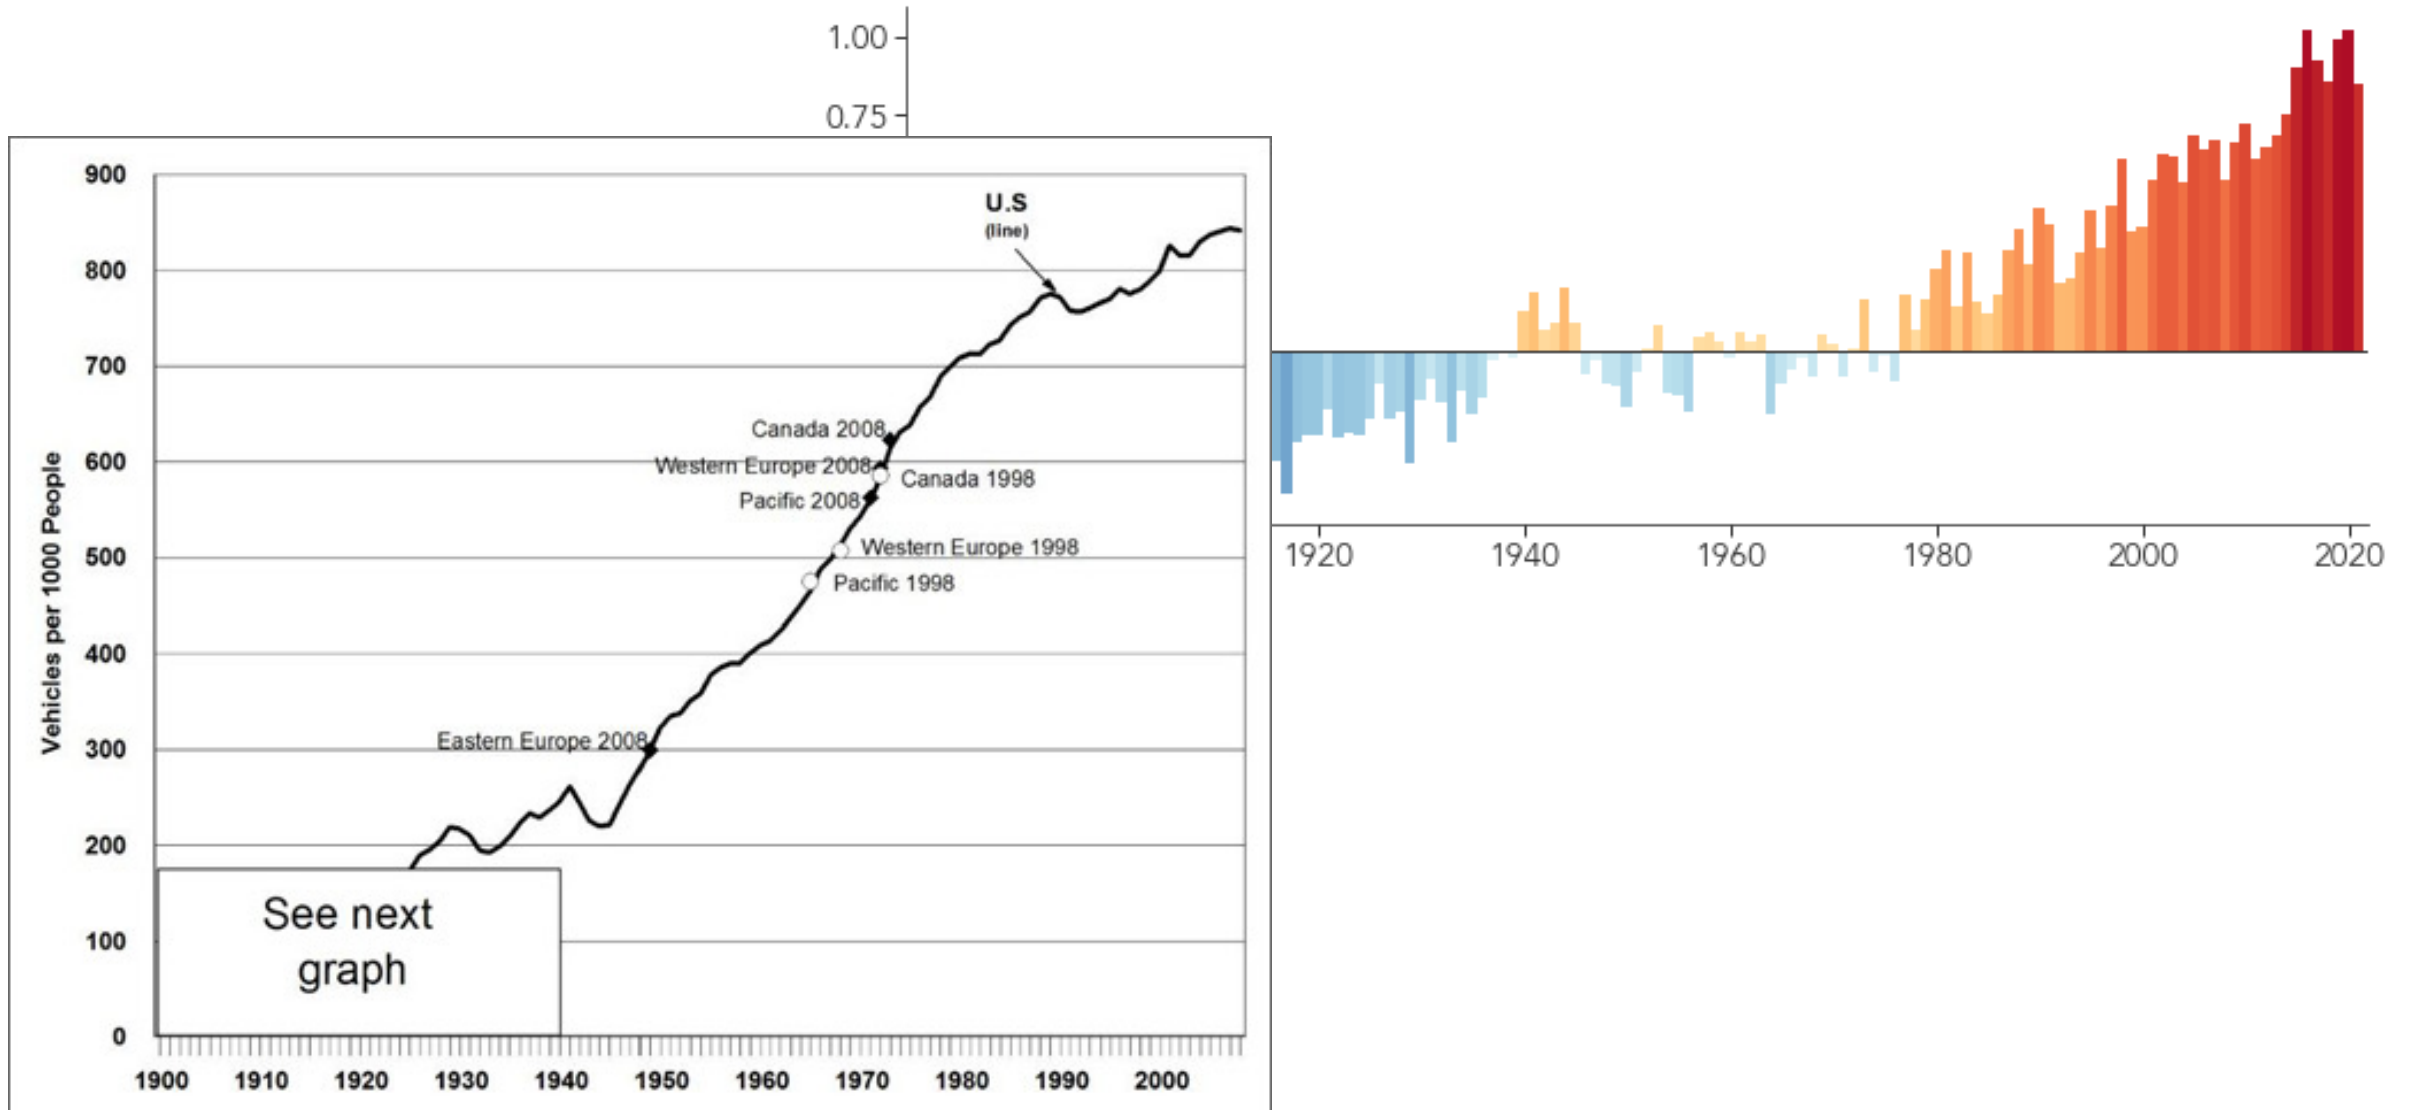 1.00
0.75
1920 1940 1960 1980 2000 2020
900
800
700
600
500
400
300
200
100
0
Vehicles per 1000 People
U.S
(line)
Canada 2008
Western Europe 2008
Canada 1998
Pacific 2008
Western Europe 1998
Pacific 1998
Eastern Europe 2008
See next
graph
1900 1910 1920 1930 1940 1950 1960 1970 1980 1990 2000